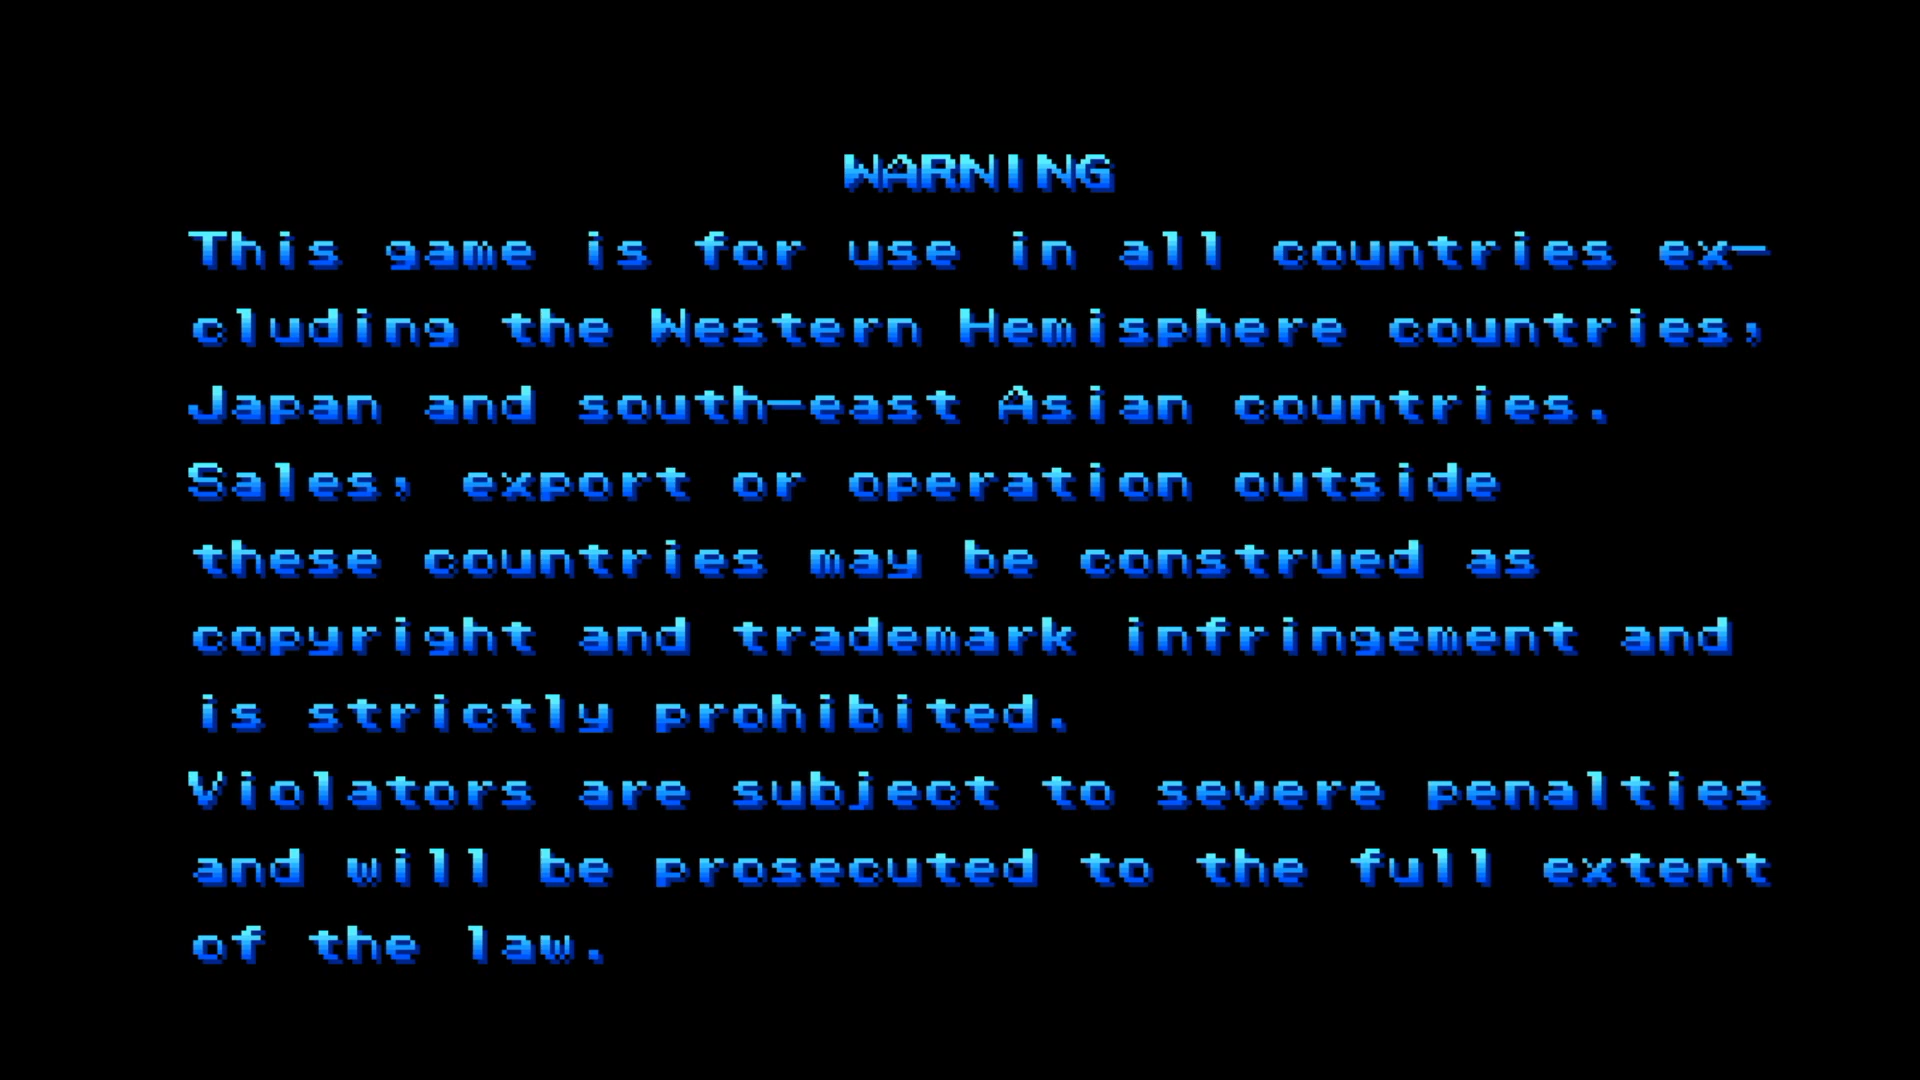 WARNING
This game is for use in all countries ex-
cluding the Western Hemisphere countries,
Japan and south-east Asian countries.
Sales, export or operation outside
these countries may be construed as
copyright and trademark infringement and
is strictly prohibited.
Violators are subject to severe penalties
and will be prosecuted to the full extent
of the law.